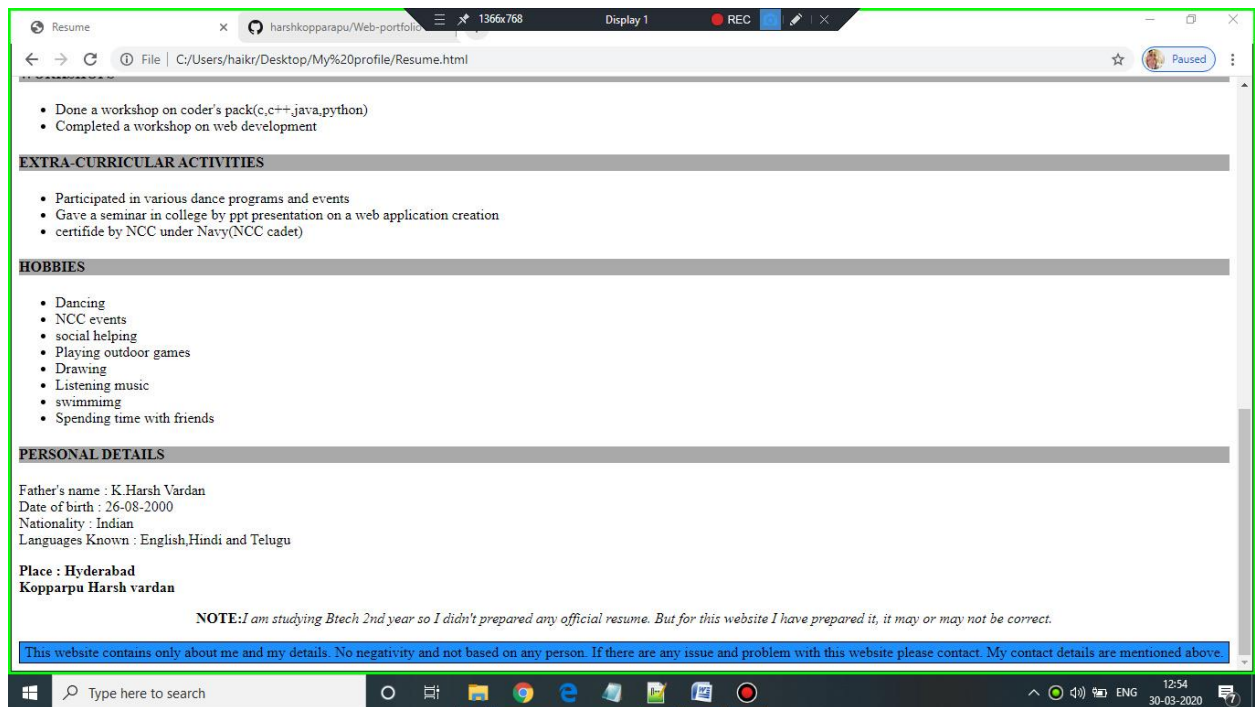 1366x768
Display 1
REC
Resume
harshkopparapu/Web-portfolio
File | C:/Users/haikr/Desktop/My%20profile/Resume.html
Paused
WORKSHOPS
Done a workshop on coder's pack(c,c++,java,python)
Completed a workshop on web development
EXTRA-CURRICULAR ACTIVITIES
Participated in various dance programs and events
Gave a seminar in college by ppt presentation on a web application creation
certifide by NCC under Navy(NCC cadet)
HOBBIES
Dancing
NCC events
social helping
Playing outdoor games
Drawing
Listening music
swimmimg
Spending time with friends
PERSONAL DETAILS
Father's name : K.Harsh Vardan
Date of birth : 26-08-2000
Nationality : Indian
Languages Known : English,Hindi and Telugu
Place : Hyderabad
Kopparpu Harsh vardan
NOTE:I am studying Btech 2nd year so I didn't prepared any official resume. But for this website I have prepared it, it may or may not be correct.
This website contains only about me and my details. No negativity and not based on any person. If there are any issue and problem with this website please contact. My contact details are mentioned above.
Type here to search
ENG
12:54
30-03-2020
7